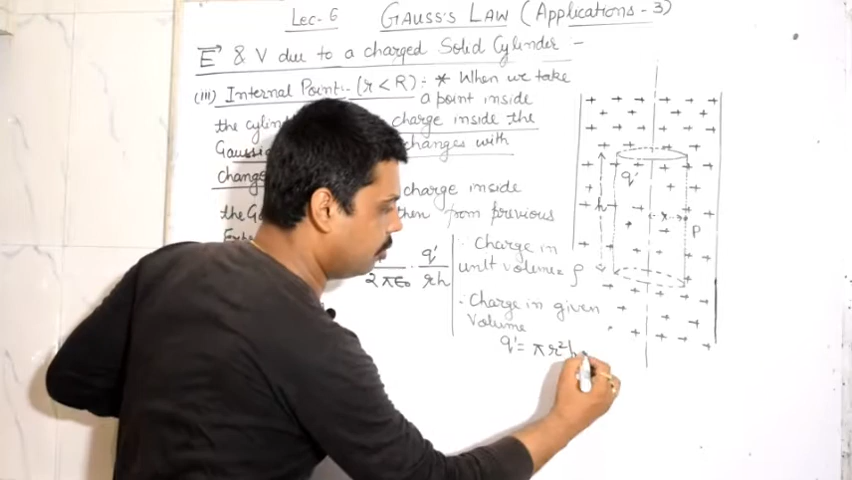 Lec-6 GAUSS'S LAW (Applications-3)
E⃗ & V due to a charged Solid Cylinder -
(iii) Internal Point:- (r < R) :- * When we take
a point inside
the charge inside the
Gaussi changes with
change
charge inside
the then from previous
2πϵ₀ · q'/rh
∵ Charge in
unit volume = ρ
∴ Charge in given
Volume
q' = πr²h
q'
h
r
P